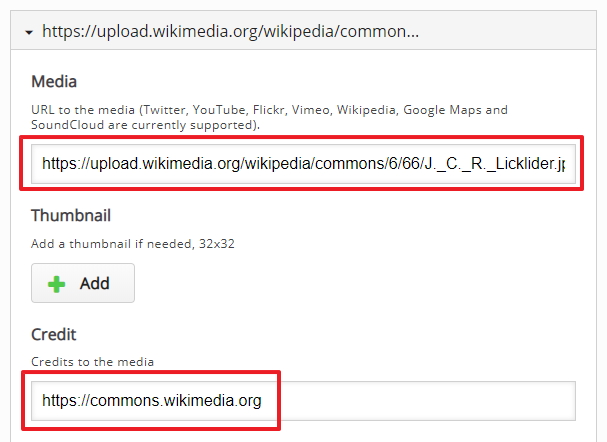 https://upload.wikimedia.org/wikipedia/common...
Media
URL to the media (Twitter, YouTube, Flickr, Vimeo, Wikipedia, Google Maps and
SoundCloud are currently supported).
https://upload.wikimedia.org/wikipedia/commons/6/66/J._C._R._Licklider.jp
Thumbnail
Add a thumbnail if needed, 32x32
Add
Credit
Credits to the media
https://commons.wikimedia.org